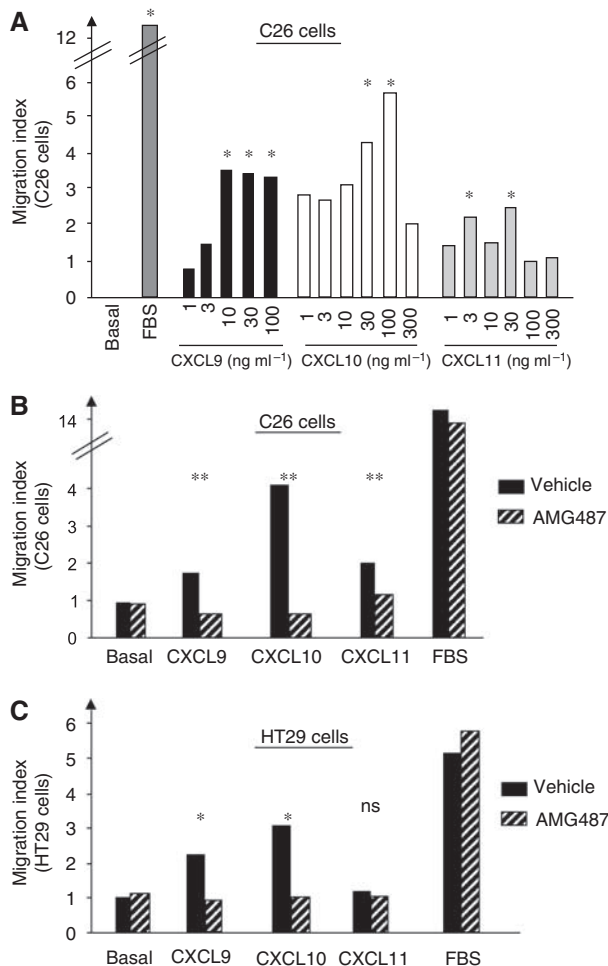 A
C26 cells
Migration index
(C26 cells)
12
6
5
4
3
2
1
0
* * * * * * * *
Basal
FBS
1 3 10 30 100
1 3 10 30 100 300
1 3 10 30 100 300
CXCL9 (ng ml⁻¹) CXCL10 (ng ml⁻¹) CXCL11 (ng ml⁻¹)
B
C26 cells
Migration index
(C26 cells)
14
4
3
2
1
0
** ** **
Vehicle
AMG487
Basal CXCL9 CXCL10 CXCL11 FBS
C
HT29 cells
Migration index
(HT29 cells)
6
5
4
3
2
1
0
* * ns
Vehicle
AMG487
Basal CXCL9 CXCL10 CXCL11 FBS